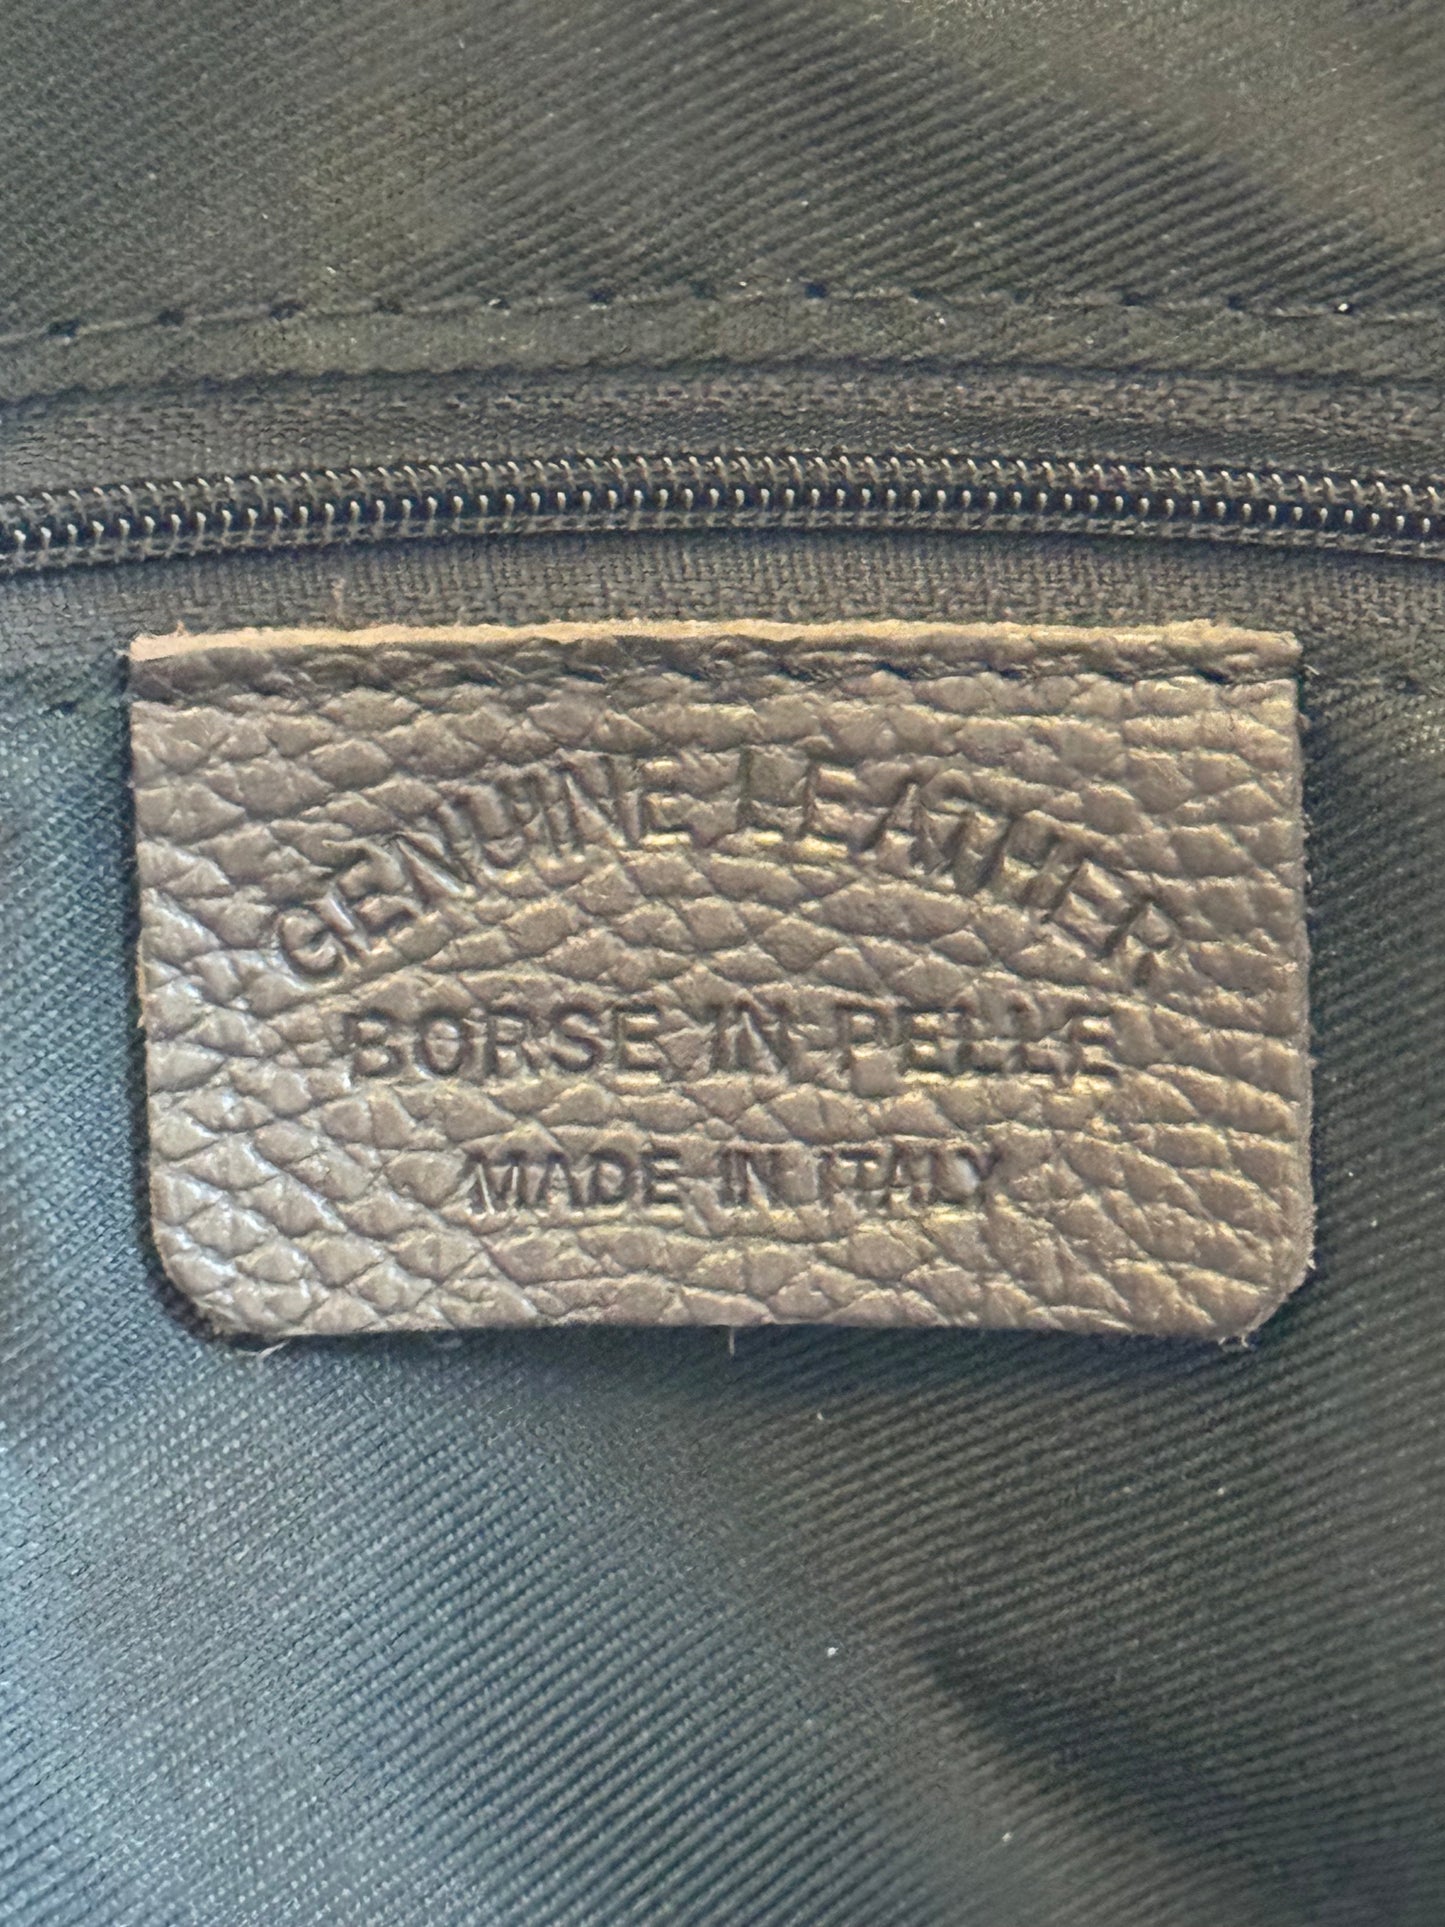 GENUINE LEATHER
BORSE IN PELLE
MADE IN ITALY